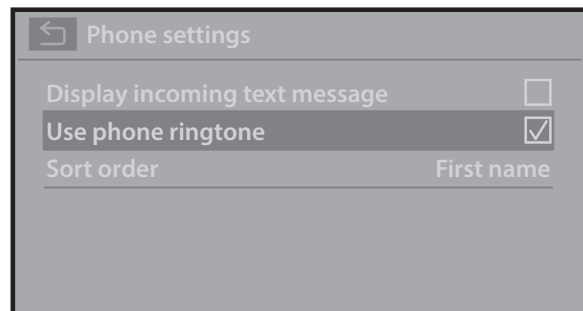 Phone settings
Display incoming text message
Use phone ringtone
Sort order First name